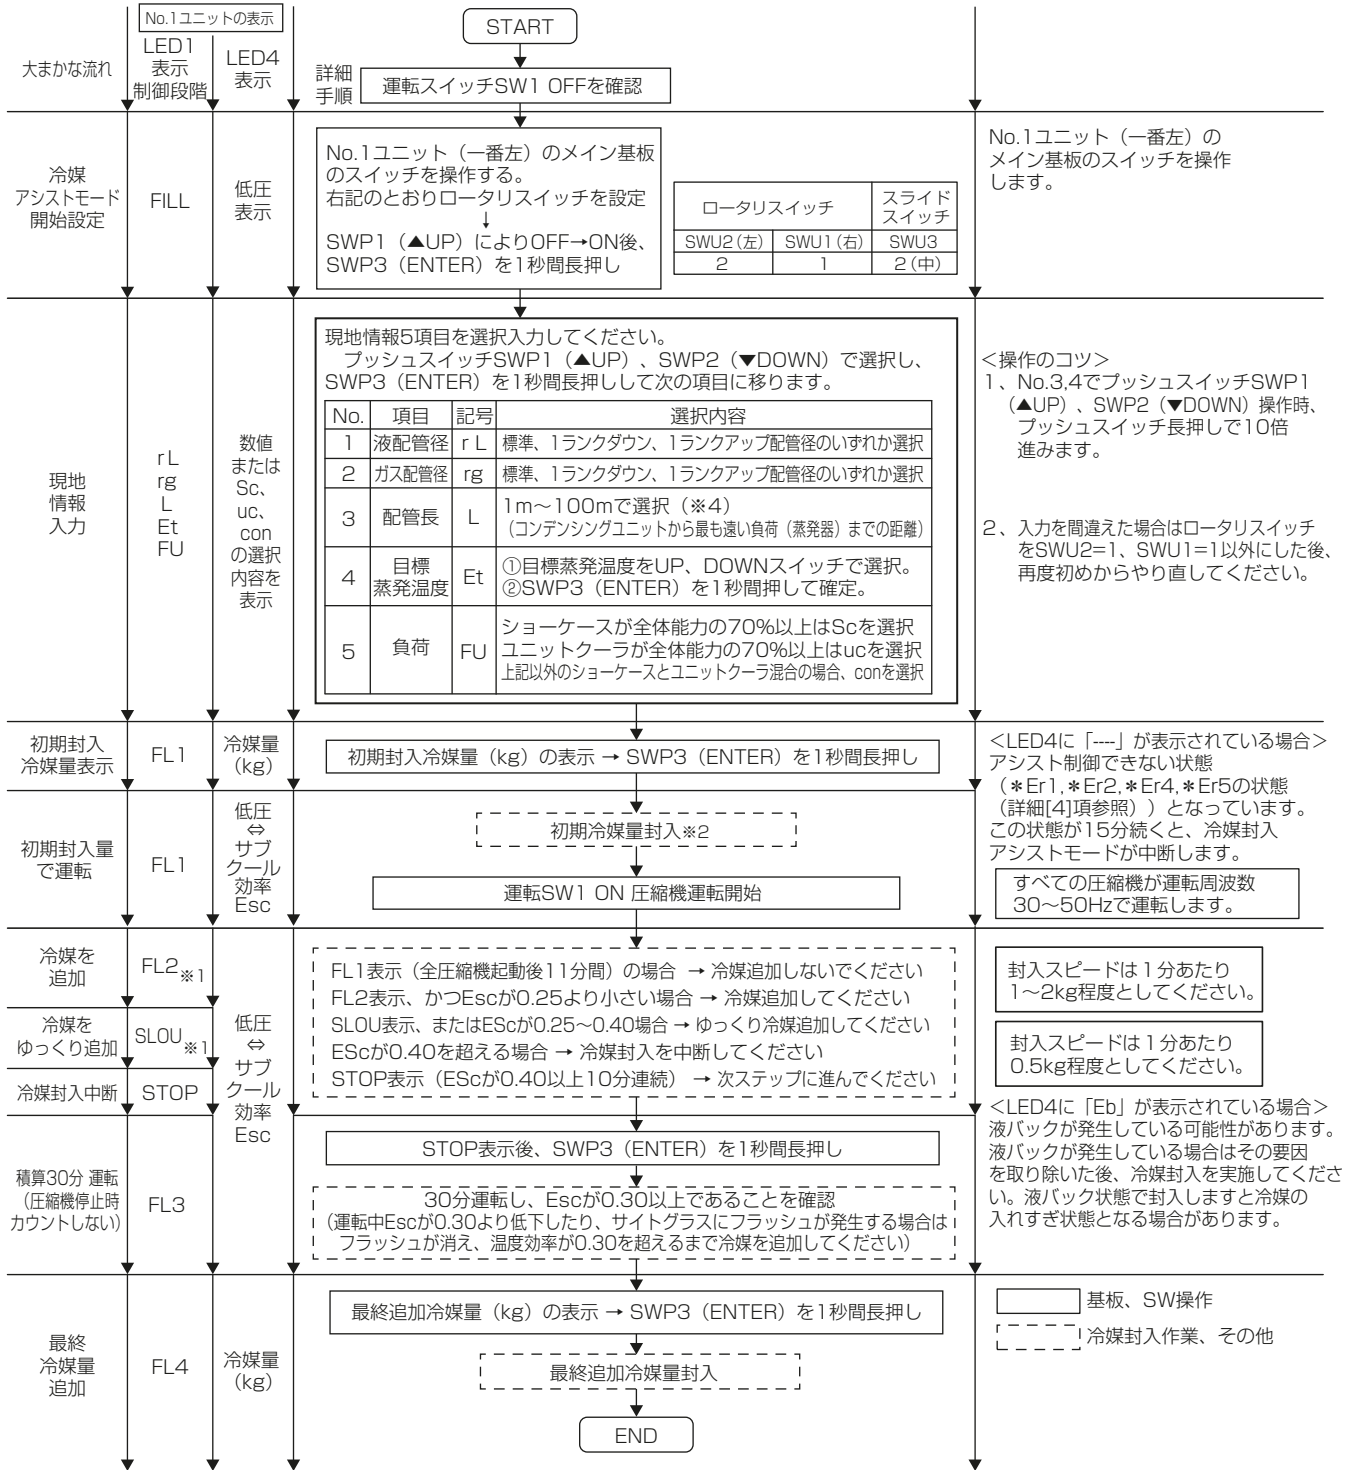 No.1ユニットの表示
大まかな流れ
LED1
表示
制御段階
LED4
表示
詳細
手順
START
運転スイッチSW1 OFFを確認
冷媒
アシストモード
開始設定
FILL
低圧
表示
No.1ユニット（一番左）のメイン基板
のスイッチを操作する。
右記のとおりロータリスイッチを設定
↓
SWP1（▲UP）によりOFF→ON後、
SWP3（ENTER）を1秒間長押し
ロータリスイッチ
スライド
スイッチ
SWU2（左） SWU1（右） SWU3
2 1 2（中）
No.1ユニット（一番左）の
メイン基板のスイッチを操作
します。
現地
情報
入力
rL
rg
L
Et
FU
数値
または
Sc、
uc、
con
の選択
内容を
表示
現地情報5項目を選択入力してください。
プッシュスイッチSWP1（▲UP）、SWP2（▼DOWN）で選択し、
SWP3（ENTER）を1秒間長押しして次の項目に移ります。
No. 項目 記号 選択内容
1 液配管径 rL 標準、1ランクダウン、1ランクアップ配管径のいずれか選択
2 ガス配管径 rg 標準、1ランクダウン、1ランクアップ配管径のいずれか選択
3 配管長 L 1m～100mで選択（※4）
（コンデンシングユニットから最も遠い負荷（蒸発器）までの距離）
4 目標
蒸発温度 Et ①目標蒸発温度をUP、DOWNスイッチで選択。
②SWP3（ENTER）を1秒間押して確定。
5 負荷 FU ショーケースが全体能力の70%以上はScを選択
ユニットクーラが全体能力の70%以上はucを選択
上記以外のショーケースとユニットクーラ混合の場合、conを選択
＜操作のコツ＞
1、No.3,4でプッシュスイッチSWP1
（▲UP）、SWP2（▼DOWN）操作時、
プッシュスイッチ長押しで10倍
進みます。
2、入力を間違えた場合はロータリスイッチ
をSWU2=1、SWU1=1以外にした後、
再度初めからやり直してください。
初期封入
冷媒量表示
FL1
冷媒量
（kg）
初期封入冷媒量（kg）の表示 → SWP3（ENTER）を1秒間長押し
初期封入量
で運転
FL1
低圧
⇔
サブ
クール
効率
Esc
初期冷媒量封入※2
運転SW1 ON 圧縮機運転開始
＜LED4に「----」が表示されている場合＞
アシスト制御できない状態
（＊Er1,＊Er2,＊Er4,＊Er5の状態
（詳細[4]項参照））となっています。
この状態が15分続くと、冷媒封入
アシストモードが中断します。
すべての圧縮機が運転周波数
30～50Hzで運転します。
冷媒を
追加
FL2※1
冷媒を
ゆっくり追加
SLOU※1
冷媒封入中断
STOP
低圧
⇔
サブ
クール
効率
Esc
FL1表示（全圧縮機起動後11分間）の場合 → 冷媒追加しないでください
FL2表示、かつEscが0.25より小さい場合 → 冷媒追加してください
SLOU表示、またはEScが0.25～0.40場合 → ゆっくり冷媒追加してください
EScが0.40を超える場合 → 冷媒封入を中断してください
STOP表示（EScが0.40以上10分連続） → 次ステップに進んでください
封入スピードは1分あたり
1～2kg程度としてください。
封入スピードは1分あたり
0.5kg程度としてください。
＜LED4に「Eb」が表示されている場合＞
液バックが発生している可能性があります。
液バックが発生している場合はその要因
を取り除いた後、冷媒封入を実施してくださ
い。液バック状態で封入しますと冷媒の
入れすぎ状態となる場合があります。
積算30分 運転
（圧縮機停止時
カウントしない）
FL3
STOP表示後、SWP3（ENTER）を1秒間長押し
30分運転し、Escが0.30以上であることを確認
（運転中Escが0.30より低下したり、サイトグラスにフラッシュが発生する場合は
フラッシュが消え、温度効率が0.30を超えるまで冷媒を追加してください）
最終
冷媒量
追加
FL4
冷媒量
（kg）
最終追加冷媒量（kg）の表示 → SWP3（ENTER）を1秒間長押し
最終追加冷媒量封入
END
基板、SW操作
冷媒封入作業、その他